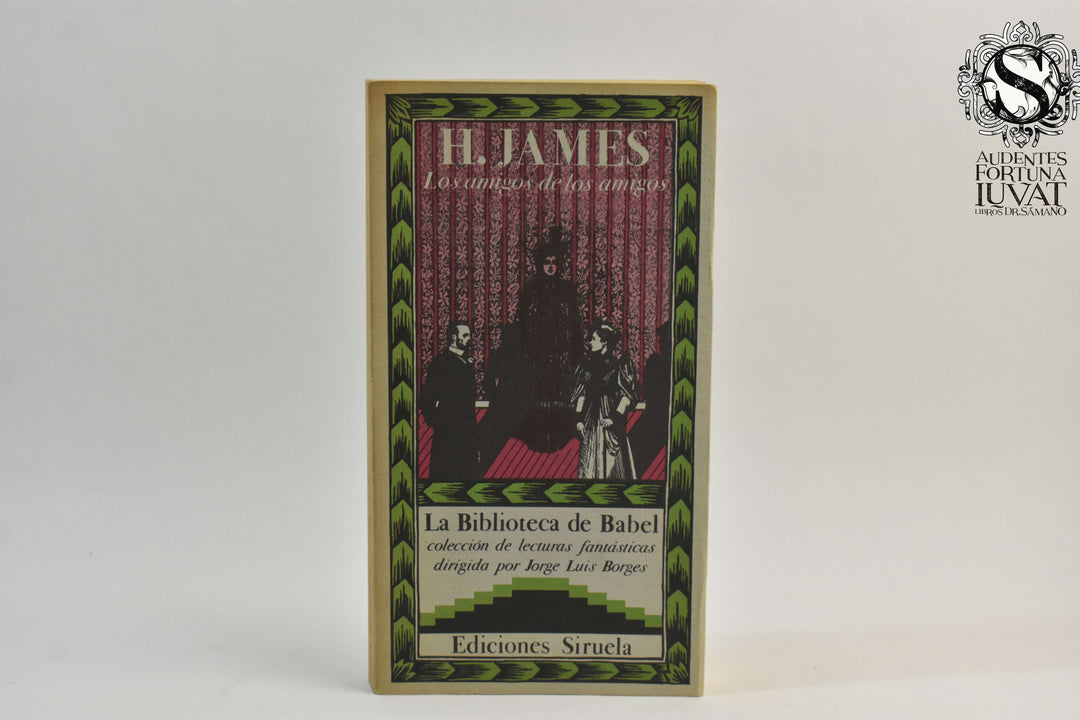 H. JAMES
Los amigos de los amigos
La Biblioteca de Babel
colección de lecturas fantásticas
dirigida por Jorge Luis Borges
Ediciones Siruela
S
AUDENTES
FORTUNA
IUVAT
LIBROS DR. SÁMANO